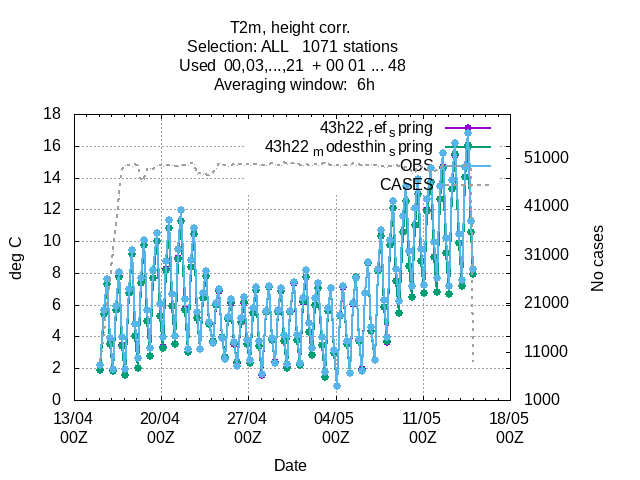 T2m, height corr.
Selection: ALL 1071 stations
Used 00,03,...,21 + 00 01 ... 48
Averaging window: 6h
43h22 ref spring
43h22 modesthin spring
OBS
CASES
deg C
18
16
14
12
10
8
6
4
2
0
No cases
51000
41000
31000
21000
11000
1000
13/04 20/04 27/04 04/05 11/05 18/05
00Z 00Z 00Z 00Z 00Z 00Z
Date